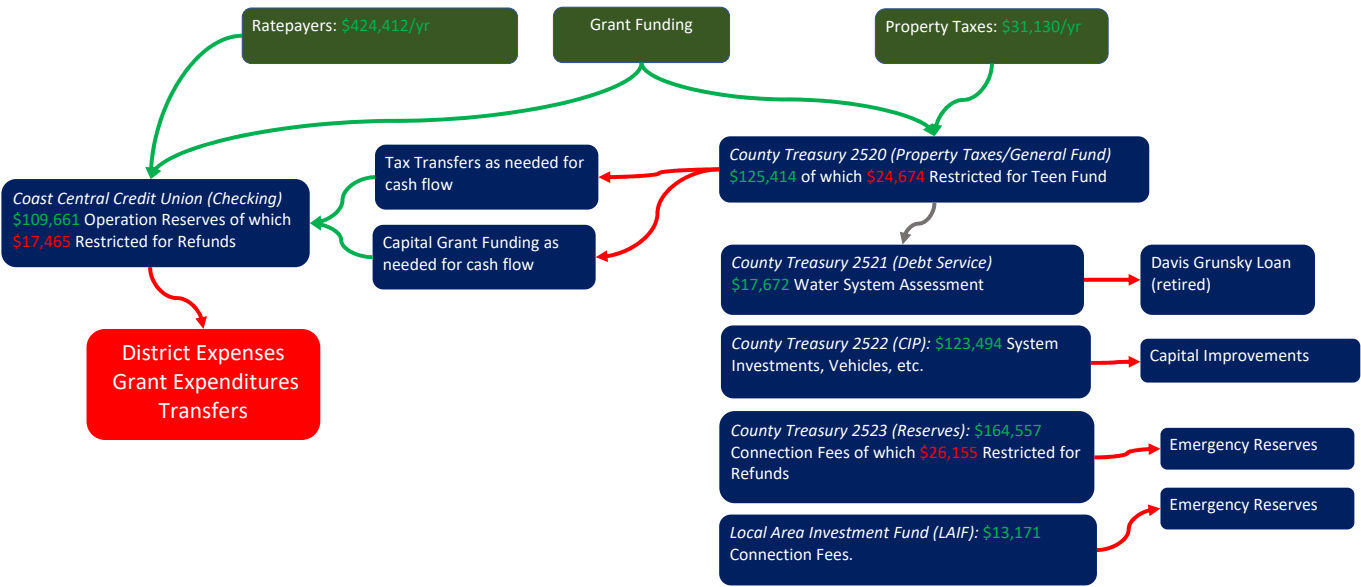 Ratepayers: $424,412/yr
Grant Funding
Property Taxes: $31,130/yr
County Treasury 2520 (Property Taxes/General Fund)
$125,414 of which $24,674 Restricted for Teen Fund
Tax Transfers as needed for
cash flow
Coast Central Credit Union (Checking)
$109,661 Operation Reserves of which
$17,465 Restricted for Refunds
Capital Grant Funding as
needed for cash flow
County Treasury 2521 (Debt Service)
$17,672 Water System Assessment
Davis Grunsky Loan
(retired)
District Expenses
Grant Expenditures
Transfers
County Treasury 2522 (CIP): $123,494 System
Investments, Vehicles, etc.
Capital Improvements
County Treasury 2523 (Reserves): $164,557
Connection Fees of which $26,155 Restricted for
Refunds
Emergency Reserves
Emergency Reserves
Local Area Investment Fund (LAIF): $13,171
Connection Fees.